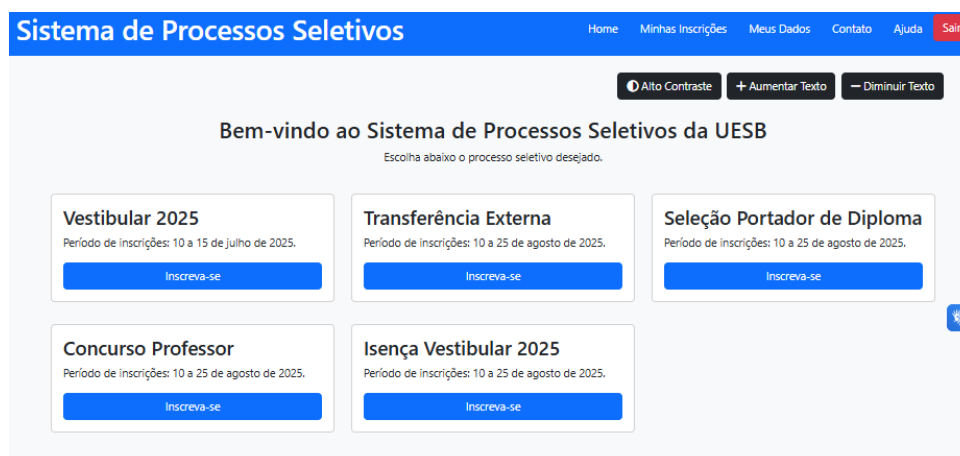 Sistema de Processos Seletivos
Home Minhas Inscrições Meus Dados Contato Ajuda Sair
Alto Contraste + Aumentar Texto — Diminuir Texto
Bem-vindo ao Sistema de Processos Seletivos da UESB
Escolha abaixo o processo seletivo desejado.
Vestibular 2025
Período de inscrições: 10 a 15 de julho de 2025.
Inscreva-se
Transferência Externa
Período de inscrições: 10 a 25 de agosto de 2025.
Inscreva-se
Seleção Portador de Diploma
Período de inscrições: 10 a 25 de agosto de 2025.
Inscreva-se
Concurso Professor
Período de inscrições: 10 a 25 de agosto de 2025.
Inscreva-se
Isença Vestibular 2025
Período de inscrições: 10 a 25 de agosto de 2025.
Inscreva-se